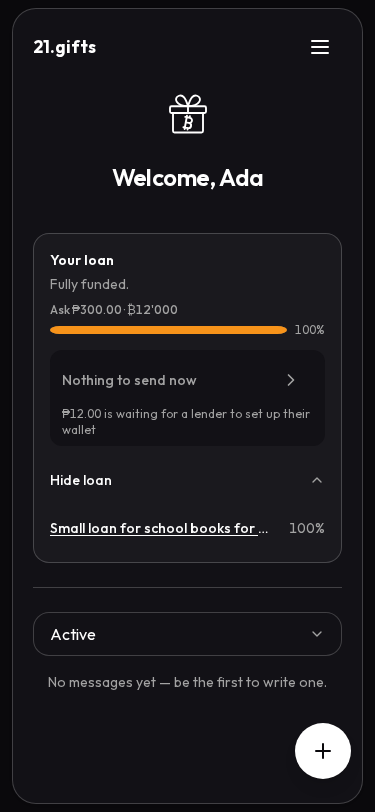 21.gifts
Welcome, Ada
Your loan
Fully funded.
Ask ₱300.00 · ₿12'000
100%
Nothing to send now
₱12.00 is waiting for a lender to set up their
wallet
Hide loan
Small loan for school books for ...
100%
Active
No messages yet — be the first to write one.